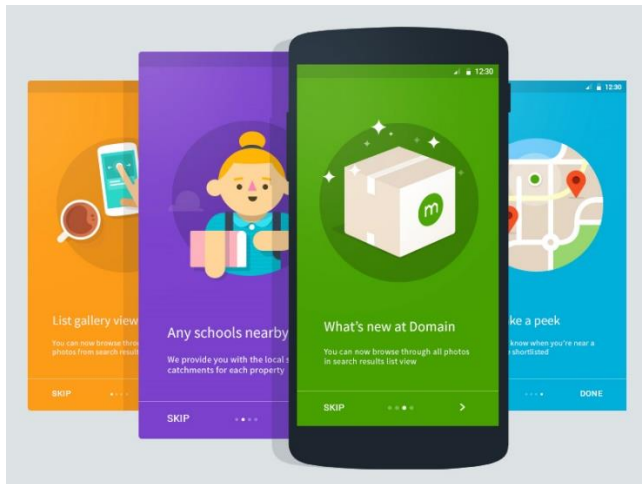 List gallery view
You can now browse
photos from search results
SKIP
Any schools nearby
We provide you with the local
catchments for each property
SKIP
12:30
m
What's new at Domain
You can now browse through all photos
in search results list view
SKIP
12:30
a peek
know when you're near a
shortlisted
DONE